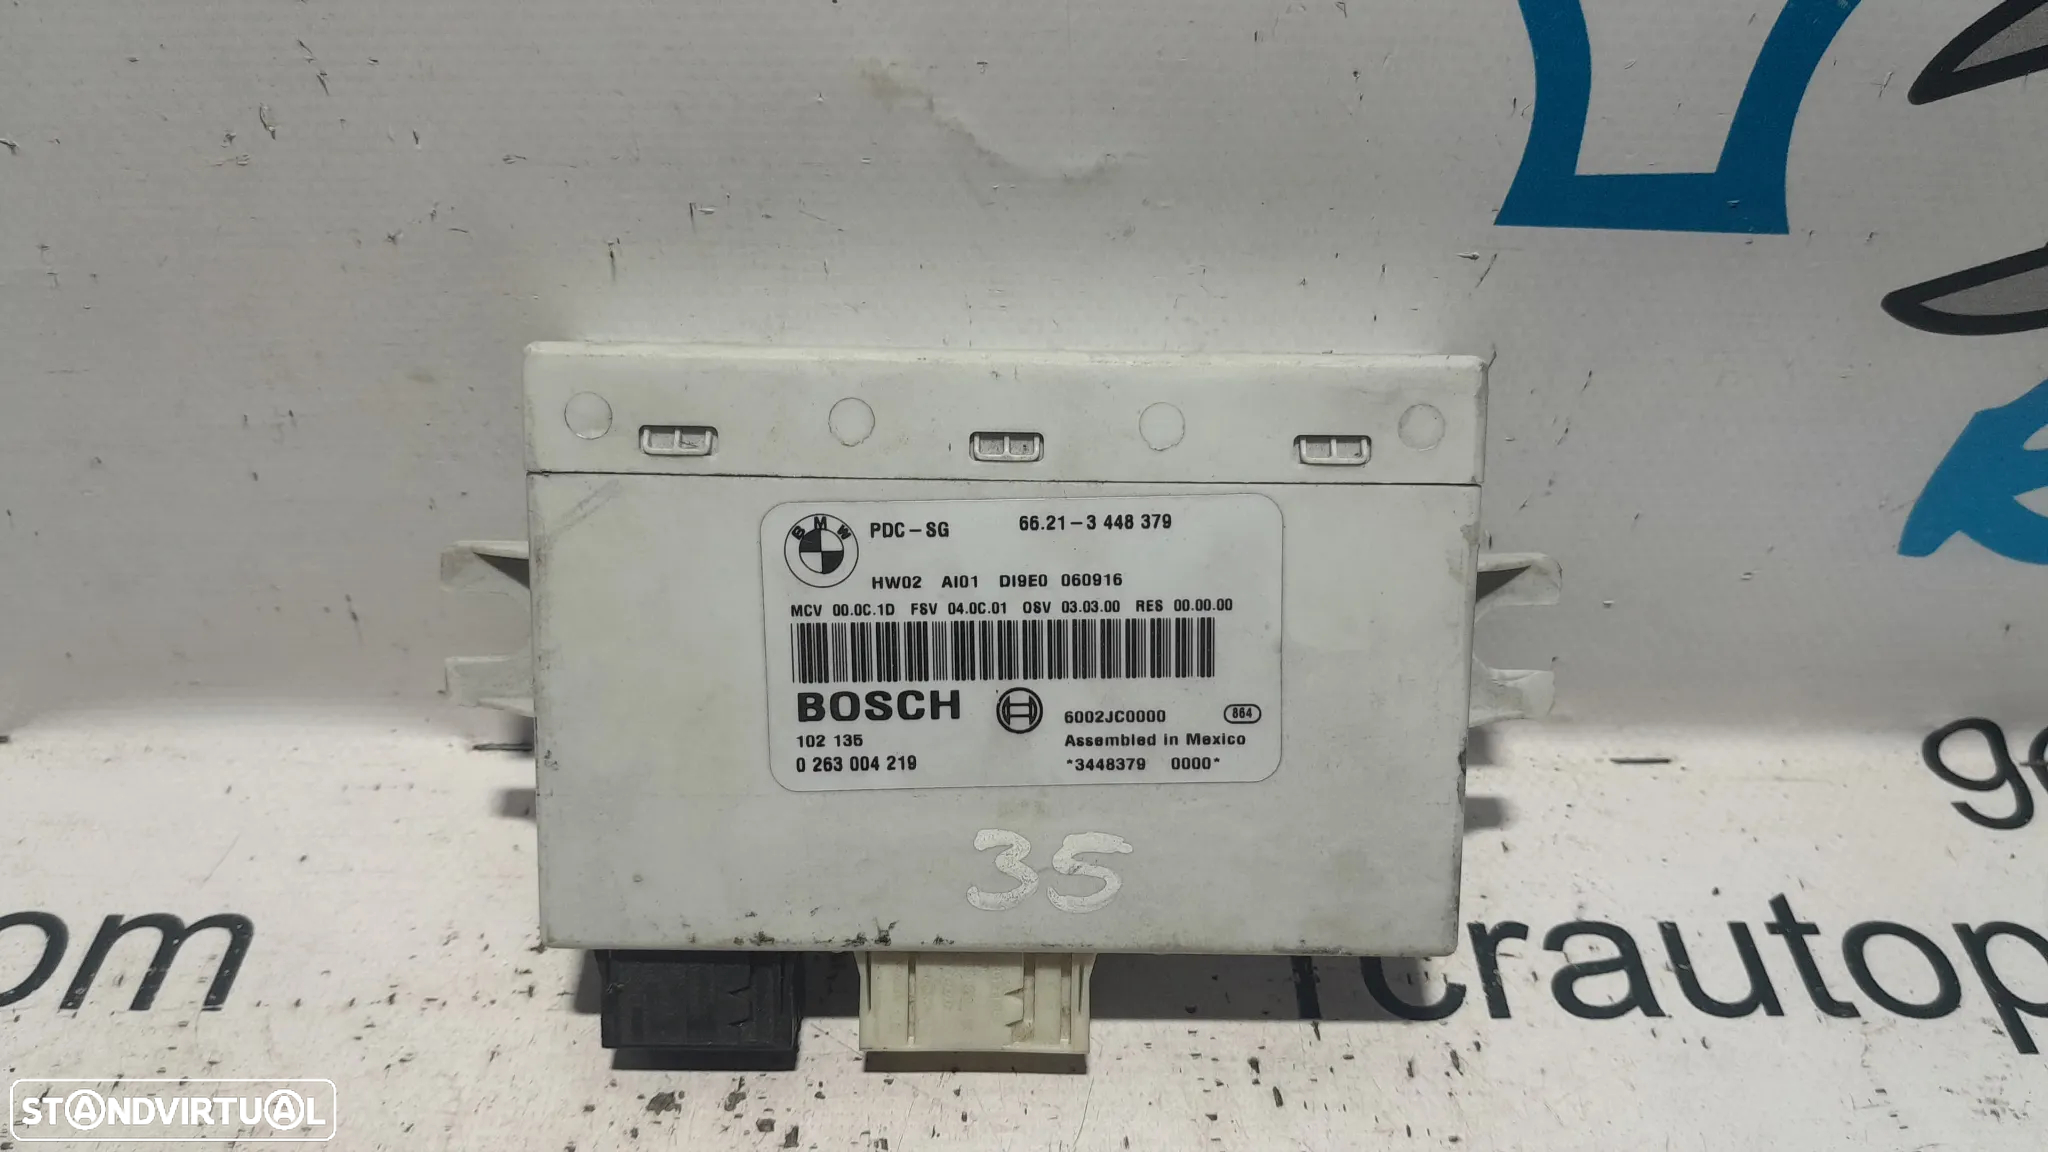 BMW
PDC-SG 66.21-3 448 379
HW02 AI01 DI9E0 060916
MCV 00.0C.1D FSV 04.0C.01 OSV 03.03.00 RES 00.00.00
BOSCH
6002JC0000 864
102 135 Assembled in Mexico
0 263 004 219 *3448379 0000*
35
ge
om
rcrautop
STANDVIRTUAL